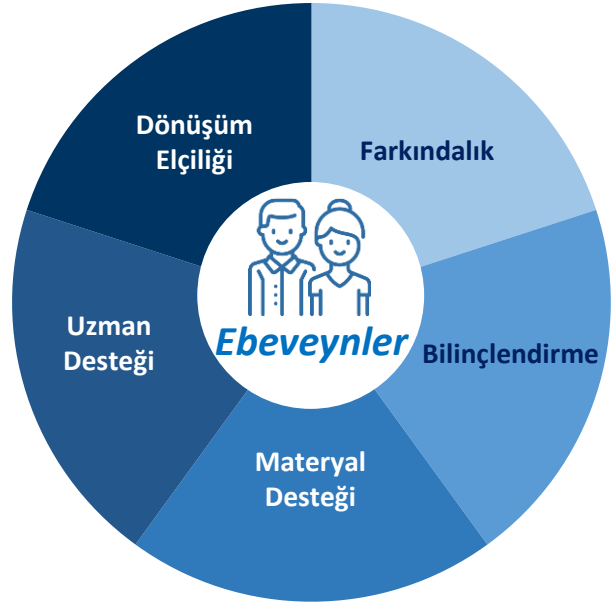 Dönüşüm
Elçiliği
Farkındalık
Uzman
Desteği
Ebeveynler
Bilinçlendirme
Materyal
Desteği